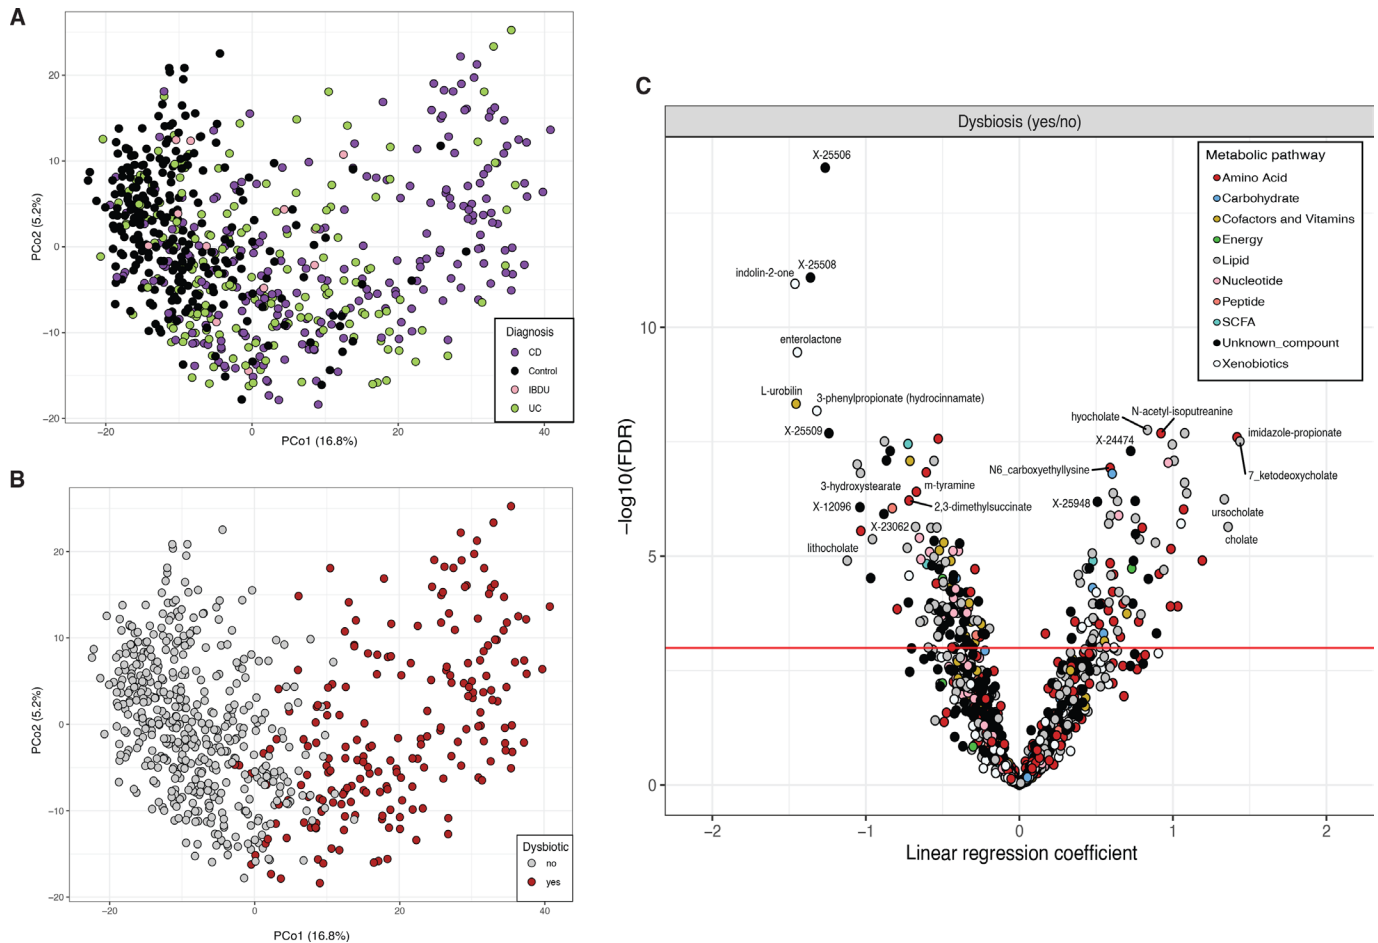 A
20
10
0
−10
−20
PCo2 (5.2%)
−20
0
20
40
PCo1 (16.8%)
Diagnosis
CD
Control
IBDU
UC
B
20
10
0
−10
−20
PCo2 (5.2%)
−20
0
20
40
PCo1 (16.8%)
Dysbiotic
no
yes
C
Dysbiosis (yes/no)
−log10(FDR)
10
5
0
−2
−1
0
1
2
Linear regression coefficient
Metabolic pathway
Amino Acid
Carbohydrate
Cofactors and Vitamins
Energy
Lipid
Nucleotide
Peptide
SCFA
Unknown_compound
Xenobiotics
X-25506
X-25508
indolin-2-one
enterolactone
L-urobilin
3-phenylpropionate (hydrocinnamate)
X-25509
3-hydroxystearate
m-tyramine
X-12096
2,3-dimethylsuccinate
X-23062
lithocholate
hyocholate
N-acetyl-isoputreanine
X-24474
imidazole-propionate
N6_carboxyethyllysine
7_ketodeoxycholate
X-25948
ursocholate
cholate